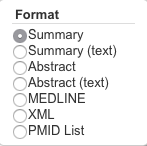 Format
Summary
Summary (text)
Abstract
Abstract (text)
MEDLINE
XML
PMID List